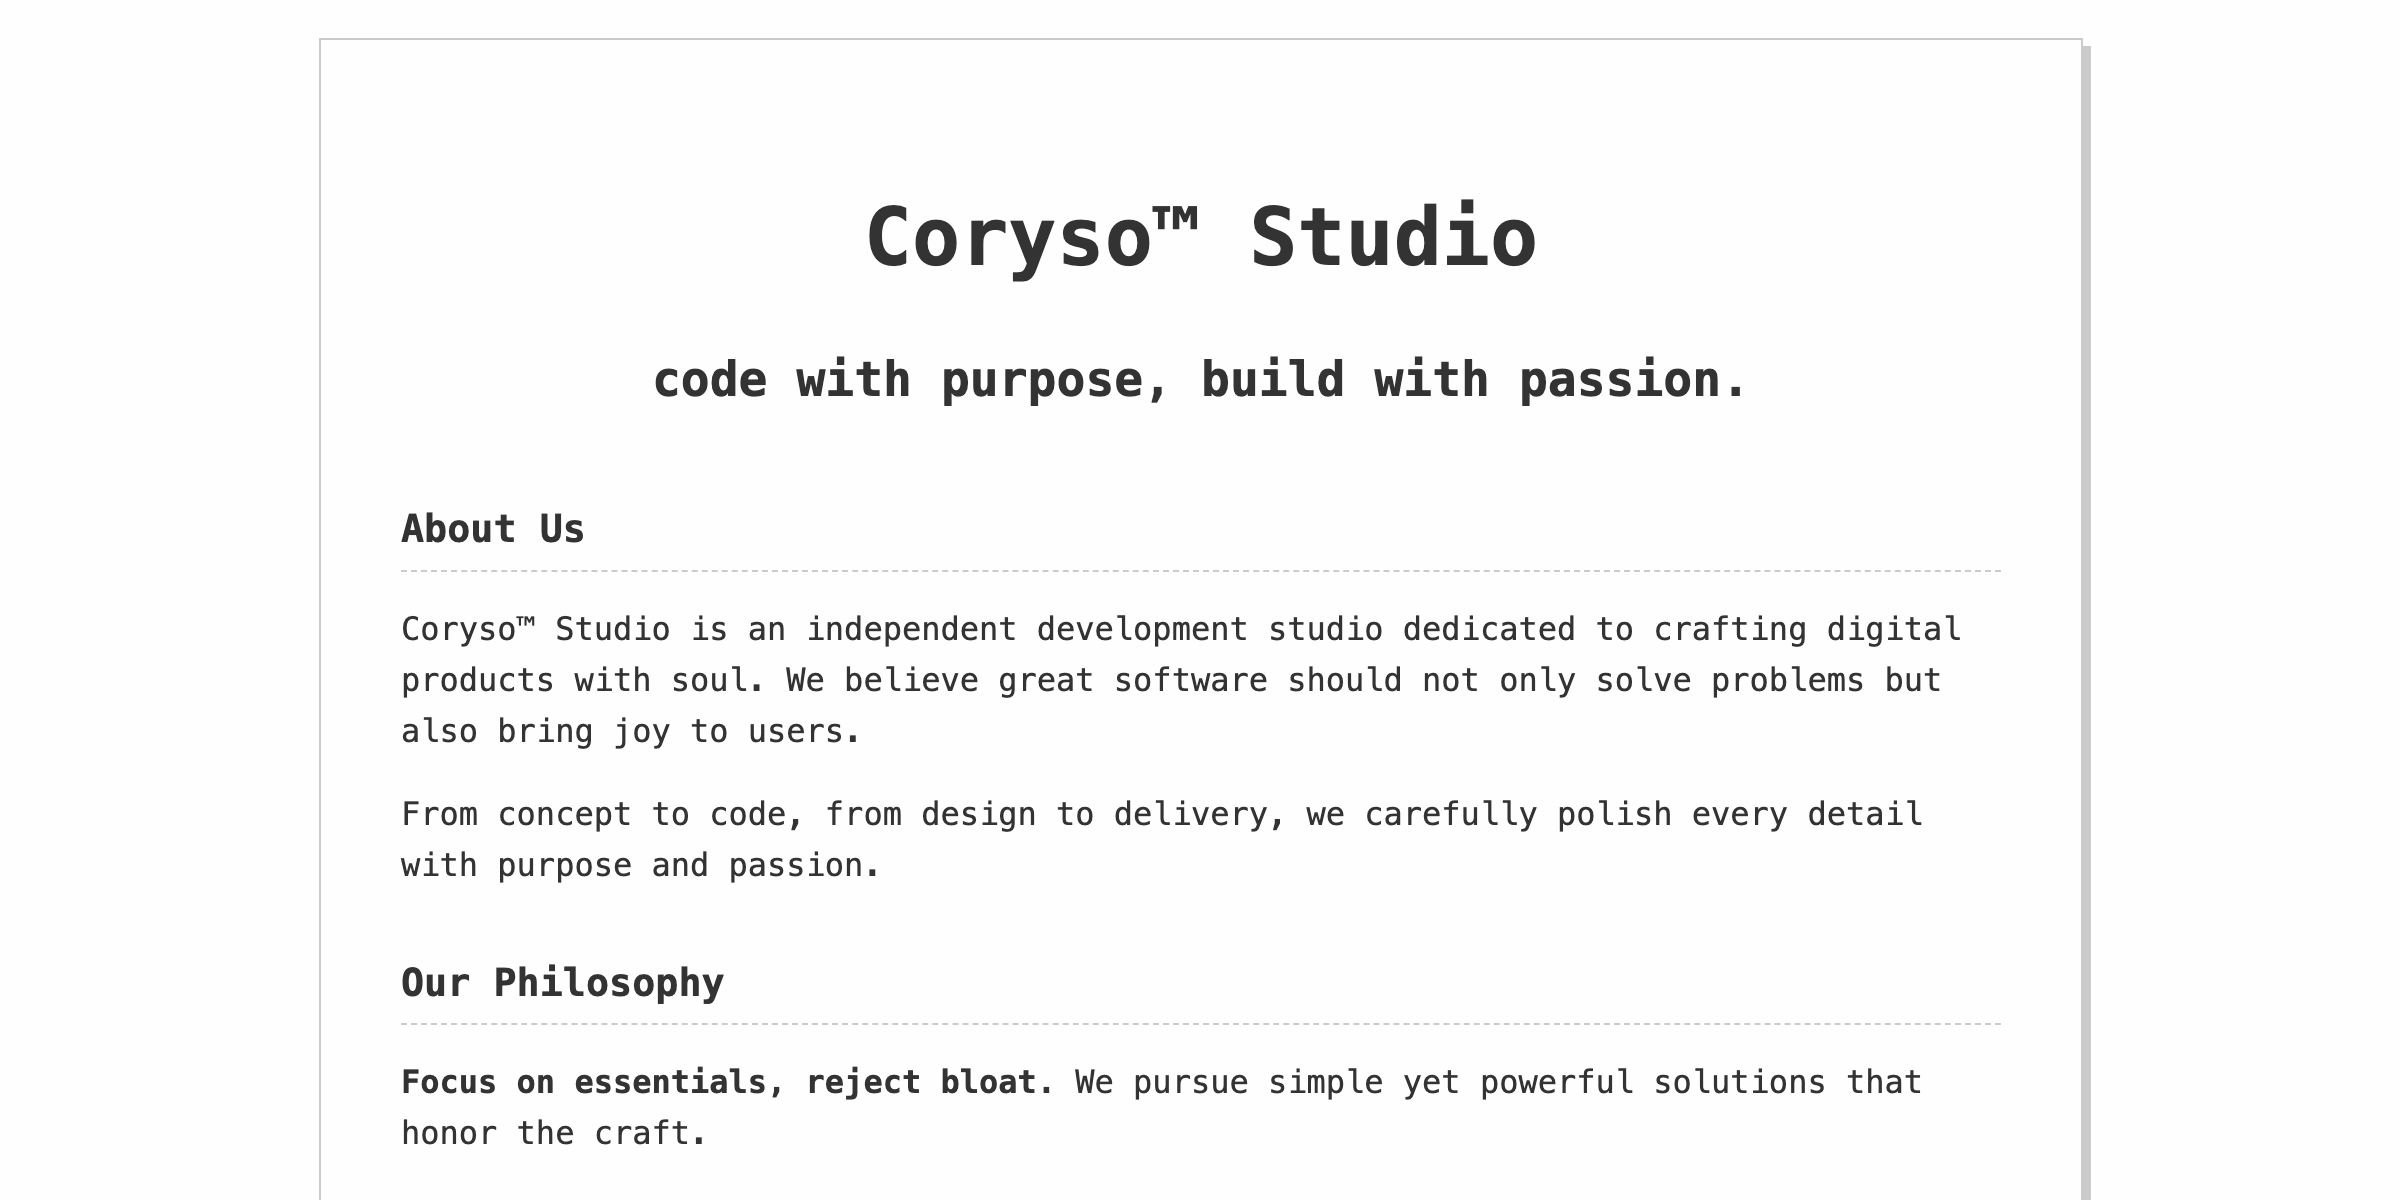 Coryso™ Studio
code with purpose, build with passion.
About Us
Coryso™ Studio is an independent development studio dedicated to crafting digital
products with soul. We believe great software should not only solve problems but
also bring joy to users.
From concept to code, from design to delivery, we carefully polish every detail
with purpose and passion.
Our Philosophy
Focus on essentials, reject bloat. We pursue simple yet powerful solutions that
honor the craft.